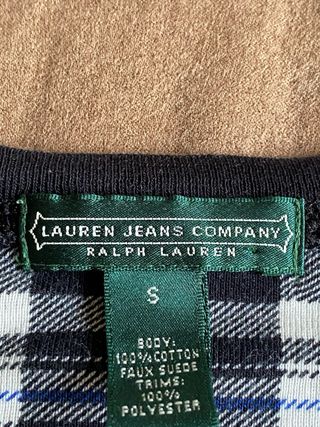 LAUREN JEANS COMPANY
RALPH LAUREN
S
BODY:
100% COTTON
FAUX SUEDE
TRIMS:
100%
POLYESTER